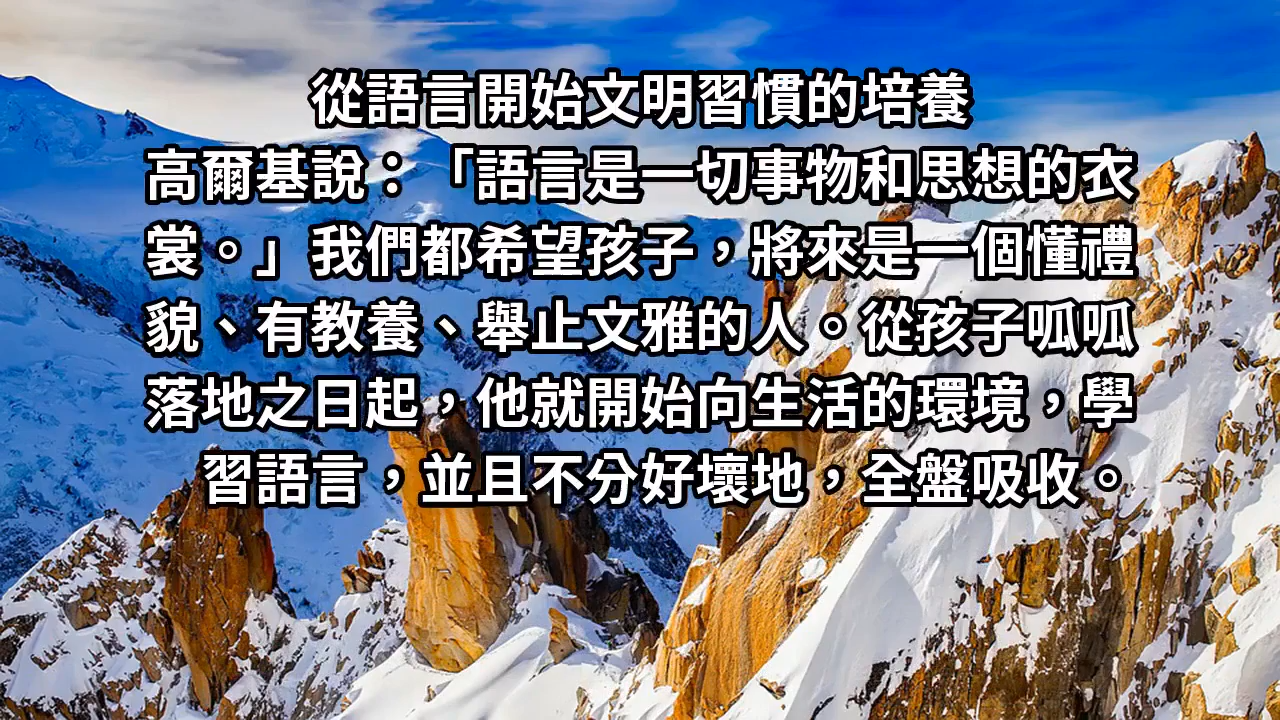 從語言開始文明習慣的培養
高爾基說：「語言是一切事物和思想的衣
裳。」我們都希望孩子，將來是一個懂禮
貌、有教養、舉止文雅的人。從孩子呱呱
落地之日起，他就開始向生活的環境，學
習語言，並且不分好壞地，全盤吸收。